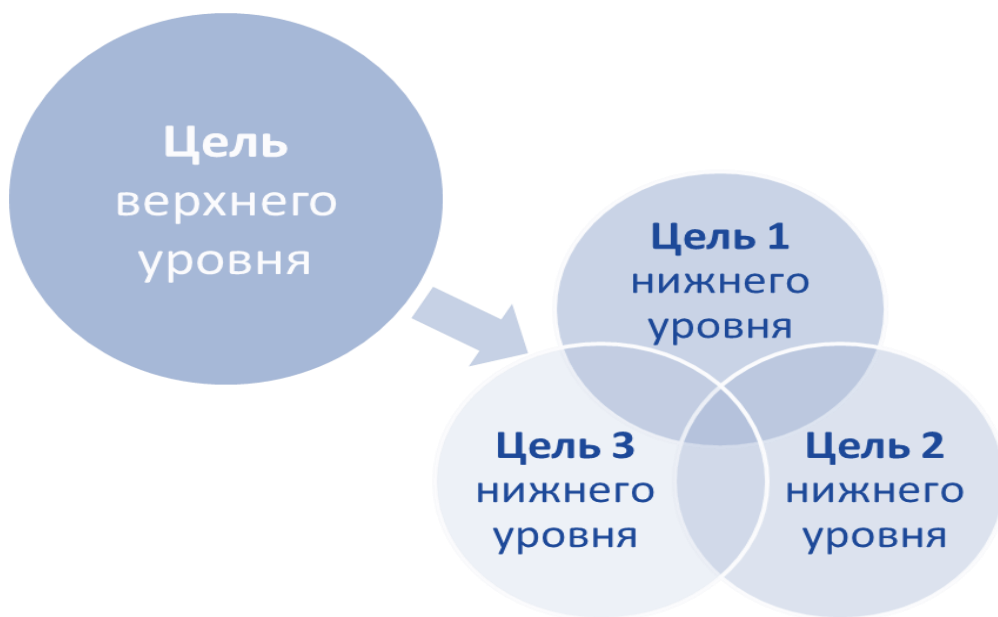 Цель
верхнего
уровня
Цель 1
нижнего
уровня
Цель 3
нижнего
уровня
Цель 2
нижнего
уровня